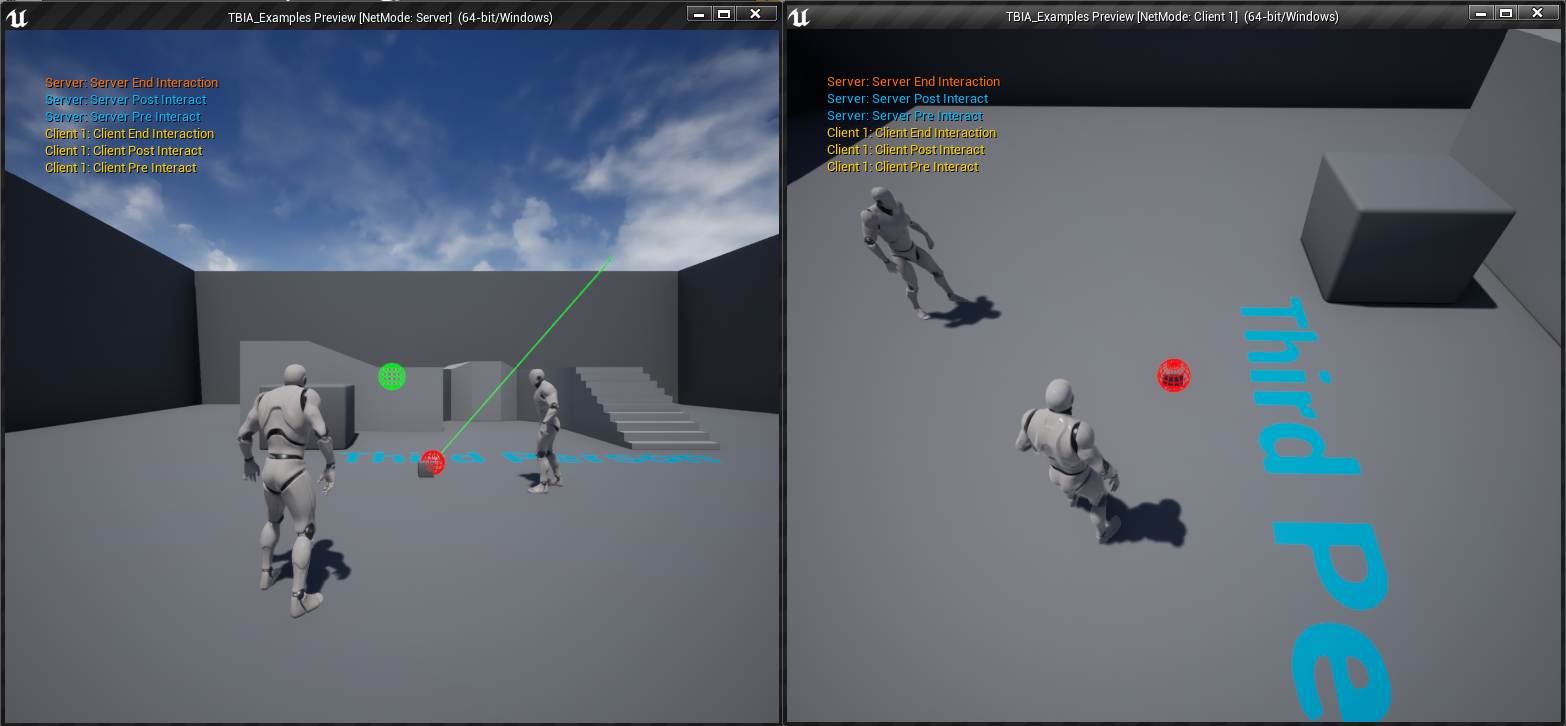 TBIA_Examples Preview [NetMode: Server] (64-bit/Windows)
Server: Server End Interaction
Server: Server Post Interact
Server: Server Pre Interact
Client 1: Client End Interaction
Client 1: Client Post Interact
Client 1: Client Pre Interact
Third Person
TBIA_Examples Preview [NetMode: Client 1] (64-bit/Windows)
Server: Server End Interaction
Server: Server Post Interact
Server: Server Pre Interact
Client 1: Client End Interaction
Client 1: Client Post Interact
Client 1: Client Pre Interact
Third Pe